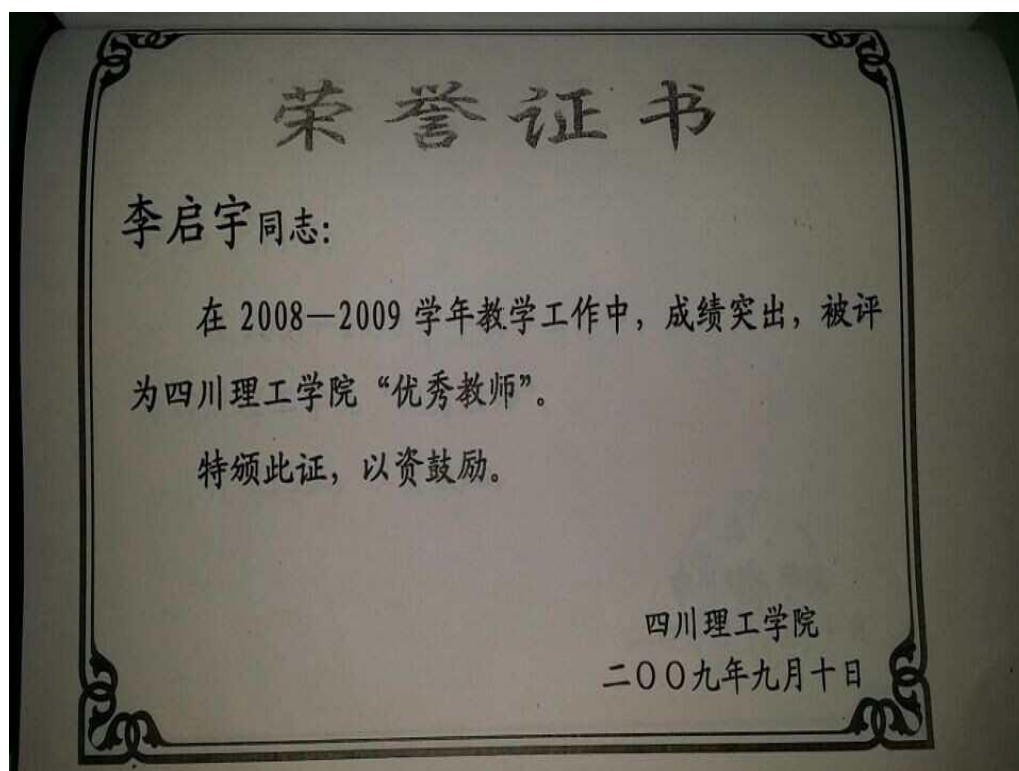 荣誉证书
李启宇同志:
在 2008—2009 学年教学工作中，成绩突出，被评
为四川理工学院“优秀教师”。
特颁此证，以资鼓励。
四川理工学院
二〇〇九年九月十日